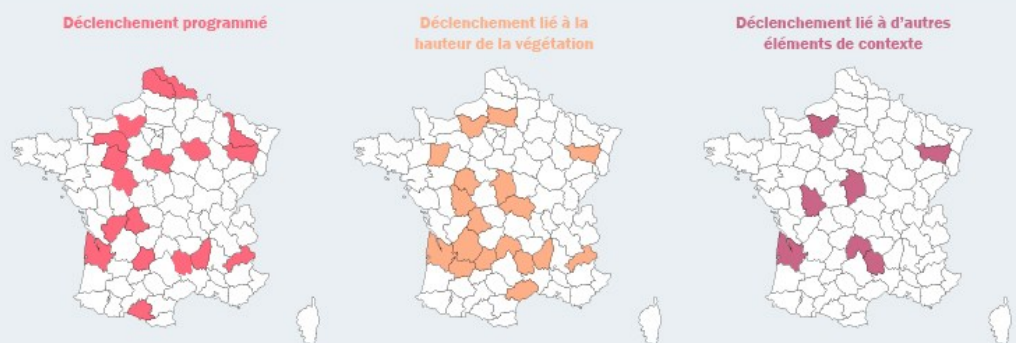 Déclenchement programmé
Déclenchement lié à la
hauteur de la végétation
Déclenchement lié à d'autres
éléments de contexte